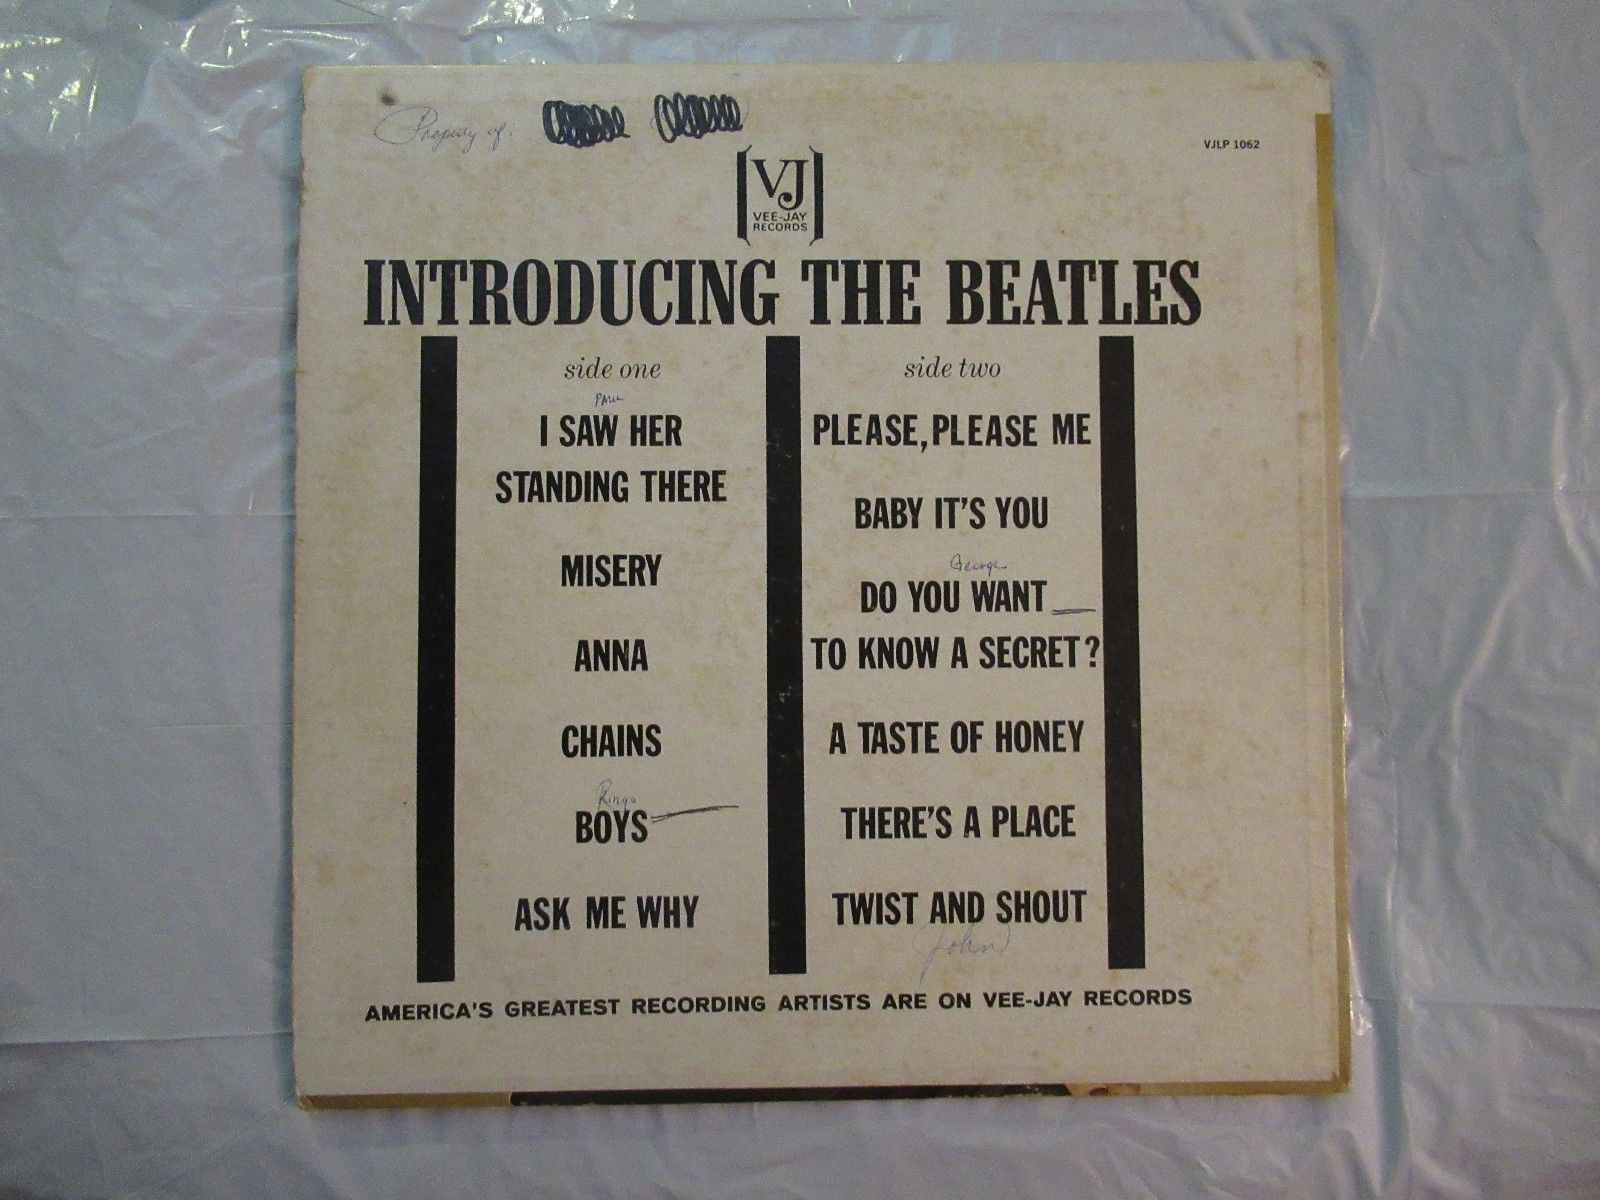 Property of:
VJLP 1062
VJ
VEE-JAY
RECORDS
INTRODUCING THE BEATLES
side one
Paul
I SAW HER
STANDING THERE
MISERY
ANNA
CHAINS
Ringo
BOYS
ASK ME WHY
side two
PLEASE, PLEASE ME
BABY IT'S YOU
George
DO YOU WANT
TO KNOW A SECRET?
A TASTE OF HONEY
THERE'S A PLACE
TWIST AND SHOUT
John
AMERICA'S GREATEST RECORDING ARTISTS ARE ON VEE-JAY RECORDS